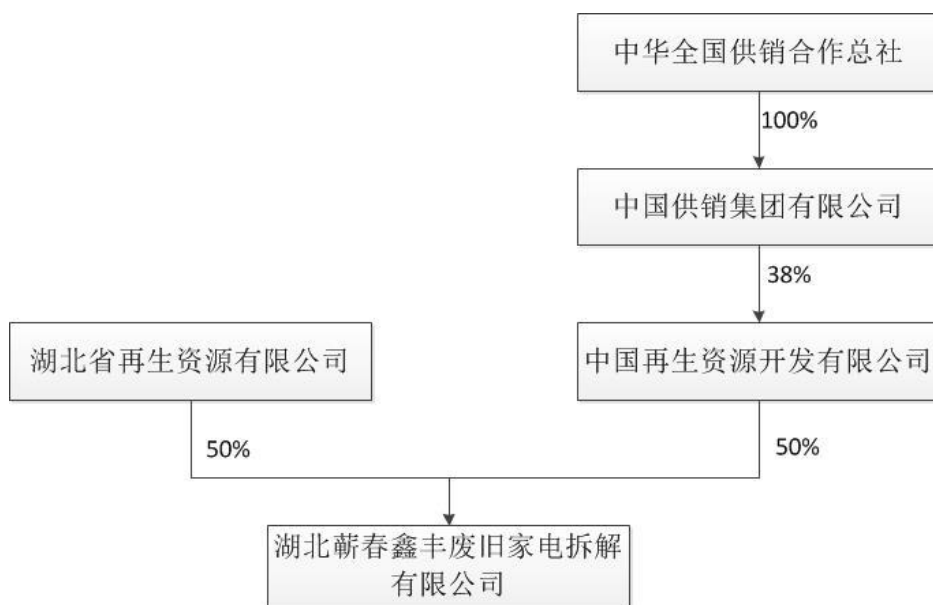 中华全国供销合作总社
100%
中国供销集团有限公司
38%
湖北省再生资源有限公司
中国再生资源开发有限公司
50%
50%
湖北蕲春鑫丰废旧家电拆解
有限公司